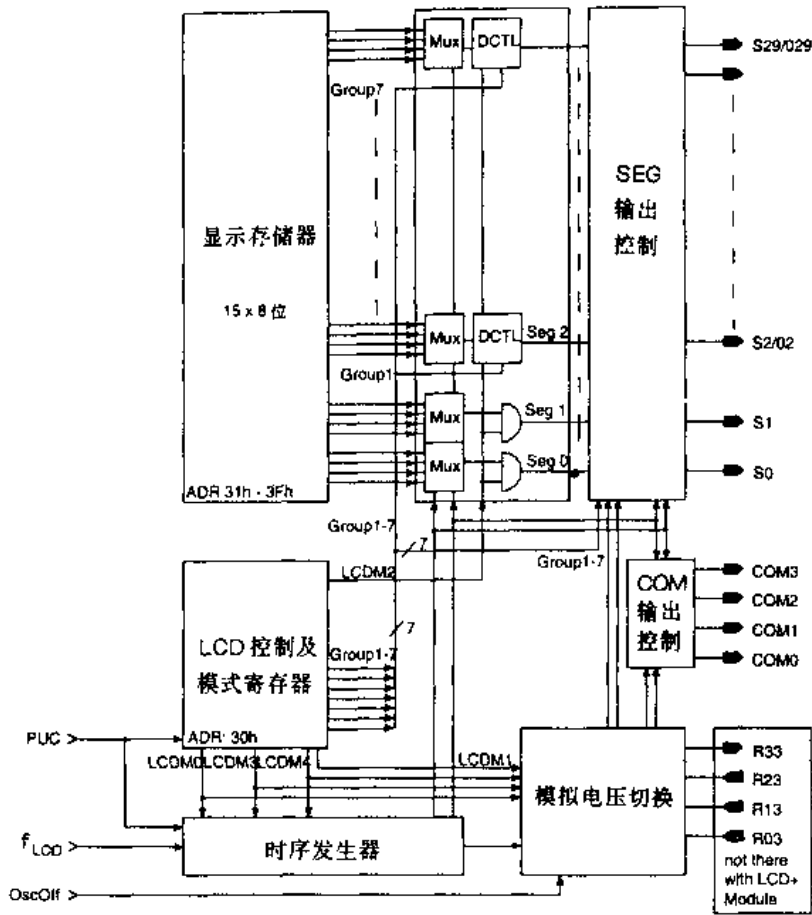 Mux
DCTL
S29/029
Group7
SEG
输出
控制
显示存储器
15 x 8 位
Mux
DCTL
Seg 2
S2/02
Group1
Mux
Seg 1
S1
Mux
Seg 0
S0
ADR 31h - 3Fh
Group1-7
7
Group1-7
LCDM2
COM
输出
控制
COM3
COM2
COM1
COM0
7
LCD 控制及
模式寄存器
Group1-7
ADR: 30h
PUC
LCDM0
LCDM3
LCDM4
LCDM1
模拟电压切换
R33
R23
R13
R03
not there
with LCD+
Module
fLCD
时序发生器
OscOff